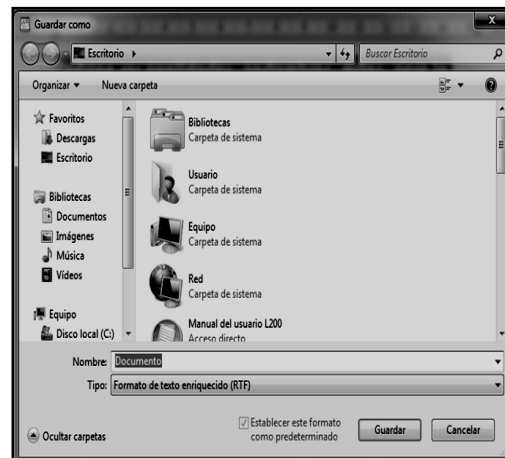 Guardar como
Escritorio
Buscar Escritorio
Organizar
Nueva carpeta
Favoritos
Descargas
Escritorio
Bibliotecas
Documentos
Imágenes
Música
Vídeos
Equipo
Disco local (C:)
Bibliotecas
Carpeta de sistema
Usuario
Carpeta de sistema
Equipo
Carpeta de sistema
Red
Carpeta de sistema
Manual del usuario L200
Acceso directo
Nombre: Documento
Tipo: Formato de texto enriquecido (RTF)
Ocultar carpetas
Establecer este formato
como predeterminado
Guardar
Cancelar